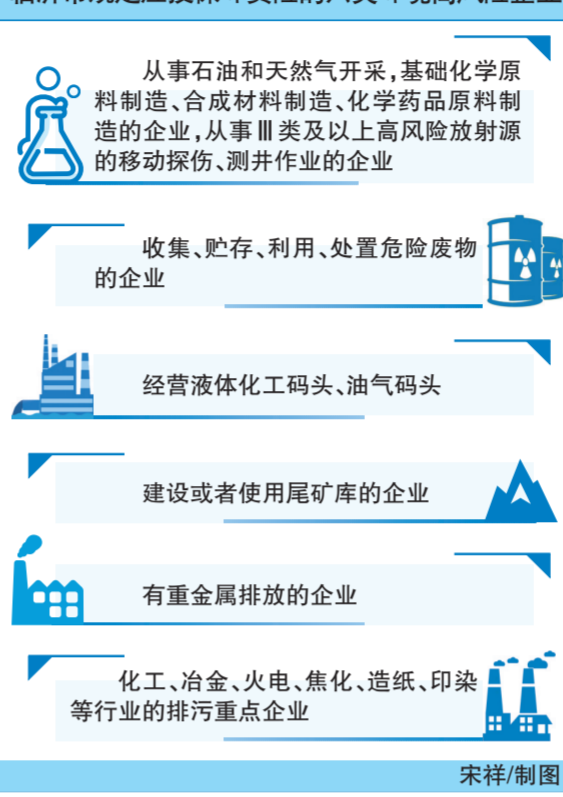 从事石油和天然气开采,基础化学原
料制造、合成材料制造、化学药品原料制
造的企业,从事Ⅲ类及以上高风险放射源
的移动探伤、测井作业的企业
收集、贮存、利用、处置危险废物
的企业
经营液体化工码头、油气码头
建设或者使用尾矿库的企业
有重金属排放的企业
化工、冶金、火电、焦化、造纸、印染
等行业的排污重点企业
宋祥/制图